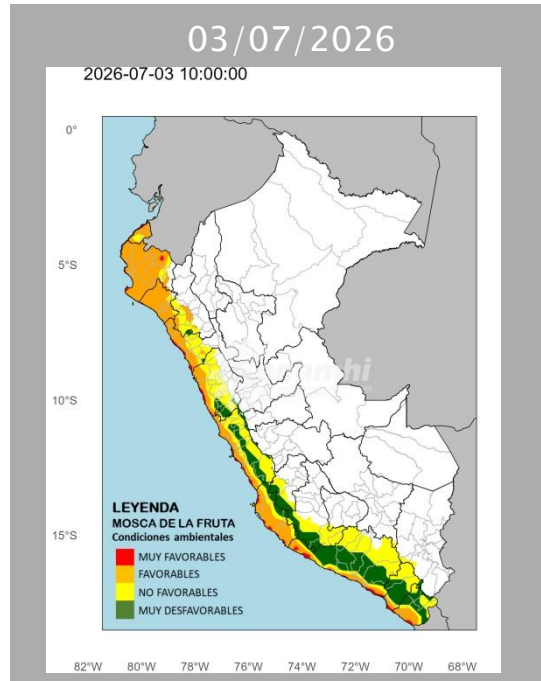 03/07/2026
2026-07-03 10:00:00
0°
5°S
10°S
15°S
LEYENDA
MOSCA DE LA FRUTA
Condiciones ambientales
MUY FAVORABLES
FAVORABLES
NO FAVORABLES
MUY DESFAVORABLES
82°W 80°W 78°W 76°W 74°W 72°W 70°W 68°W